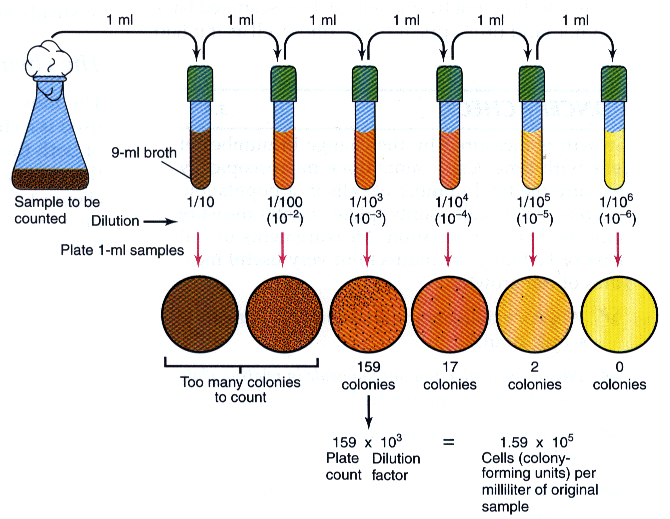 1 ml 1 ml 1 ml 1 ml 1 ml 1 ml
9-ml broth
Sample to be
counted
Dilution
1/10 1/100 1/10³ 1/10⁴ 1/10⁵ 1/10⁶
(10⁻²) (10⁻³) (10⁻⁴) (10⁻⁵) (10⁻⁶)
Plate 1-ml samples
Too many colonies
to count
159 17 2 0
colonies colonies colonies colonies
159 x 10³ = 1.59 x 10⁵
Plate Dilution Cells (colony-
count factor forming units) per
milliliter of original
sample